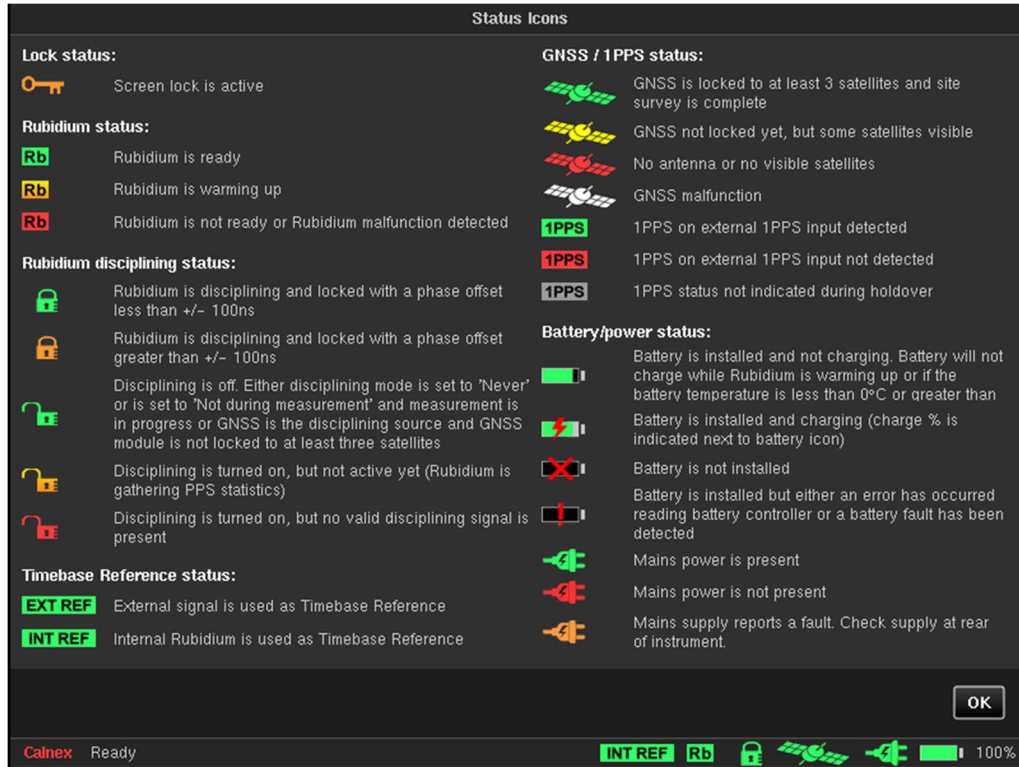 Status Icons
Lock status:
Screen lock is active
Rubidium status:
Rb Rubidium is ready
Rb Rubidium is warming up
Rb Rubidium is not ready or Rubidium malfunction detected
Rubidium disciplining status:
Rubidium is disciplining and locked with a phase offset
less than +/- 100ns
Rubidium is disciplining and locked with a phase offset
greater than +/- 100ns
Disciplining is off. Either disciplining mode is set to 'Never'
or is set to 'Not during measurement' and measurement is
in progress or GNSS is the disciplining source and GNSS
module is not locked to at least three satellites
Disciplining is turned on, but not active yet (Rubidium is
gathering PPS statistics)
Disciplining is turned on, but no valid disciplining signal is
present
Timebase Reference status:
EXT REF External signal is used as Timebase Reference
INT REF Internal Rubidium is used as Timebase Reference
GNSS / 1PPS status:
GNSS is locked to at least 3 satellites and site
survey is complete
GNSS not locked yet, but some satellites visible
No antenna or no visible satellites
GNSS malfunction
1PPS 1PPS on external 1PPS input detected
1PPS 1PPS on external 1PPS input not detected
1PPS 1PPS status not indicated during holdover
Battery/power status:
Battery is installed and not charging. Battery will not
charge while Rubidium is warming up or if the
battery temperature is less than 0°C or greater than
Battery is installed and charging (charge % is
indicated next to battery icon)
Battery is not installed
Battery is installed but either an error has occurred
reading battery controller or a battery fault has been
detected
Mains power is present
Mains power is not present
Mains supply reports a fault. Check supply at rear
of instrument.
OK
Calnex Ready INT REF Rb 100%